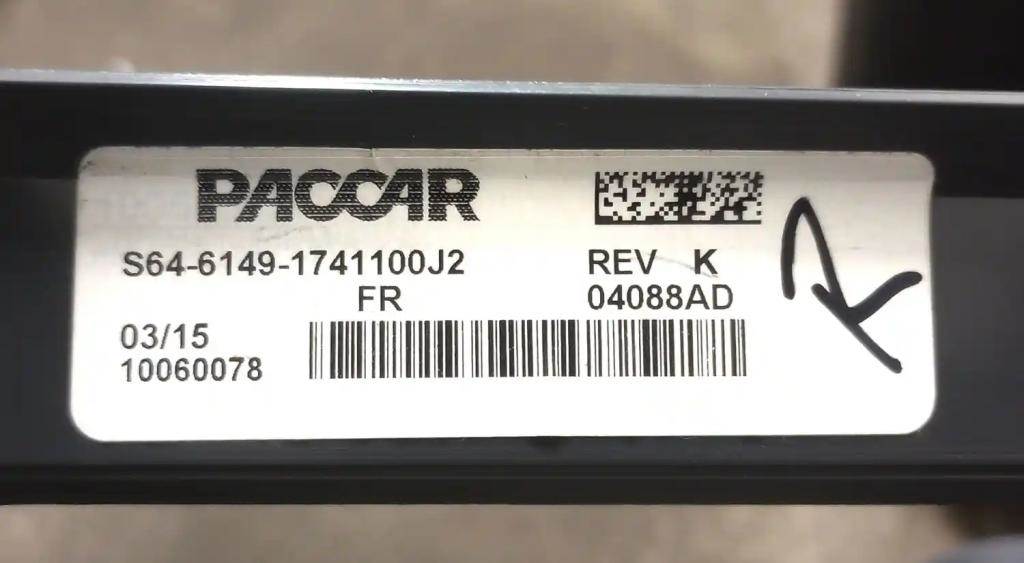 PACCAR
S64-6149-1741100J2 REV K
FR 04088AD
03/15
10060078